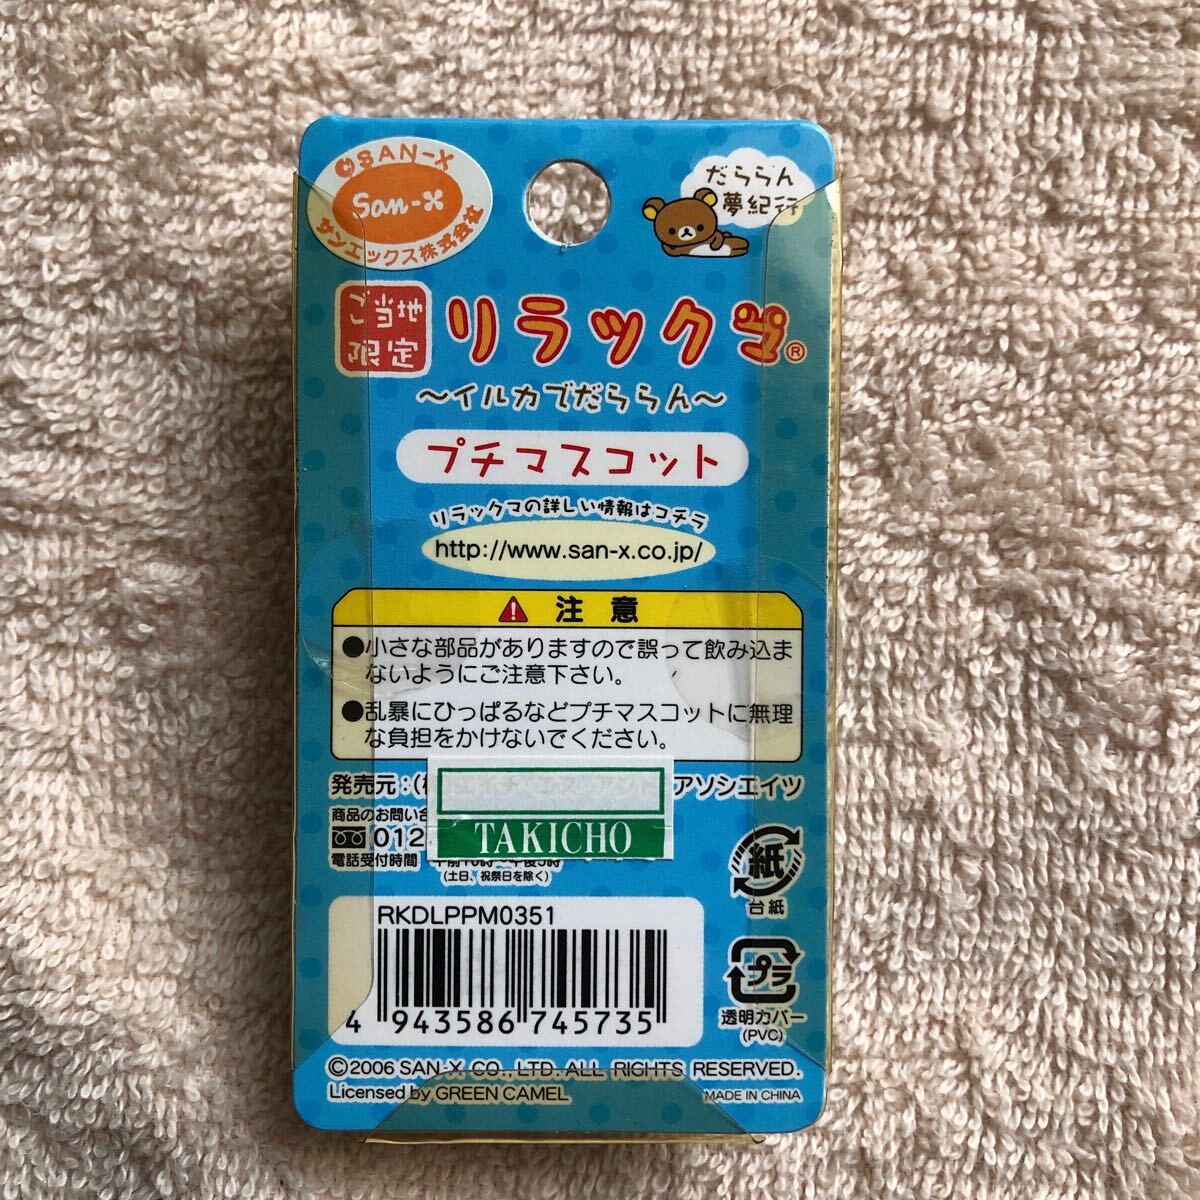 ©SAN-X
San-x
サンエックス株式会社
だららん
夢紀行
ご当地
限定
リラックマ®
～イルカでだららん～
プチマスコット
リラックマの詳しい情報はコチラ
http://www.san-x.co.jp/
注意
●小さな部品がありますので誤って飲み込ま
ないようにご注意下さい。
●乱暴にひっぱるなどプチマスコットに無理
な負担をかけないでください。
発売元:(
アソシエイツ
商品のお問い合
012
TAKICHO
電話受付時間 午前10時～午後5時
(土日、祝祭日を除く)
紙
台紙
RKDLPPM0351
4 943586 745735
プラ
透明カバー
(PVC)
©2006 SAN-X CO., LTD. ALL RIGHTS RESERVED.
Licensed by GREEN CAMEL
MADE IN CHINA